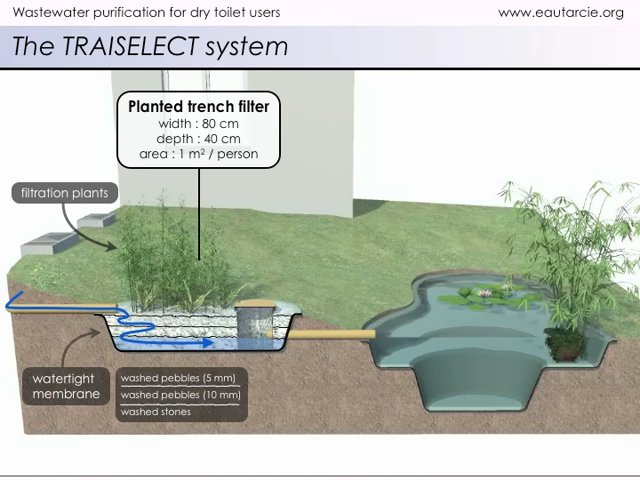 Wastewater purification for dry toilet users
www.eautarcie.org
The TRAISELECT system
Planted trench filter
width : 80 cm
depth : 40 cm
area : 1 m² / person
filtration plants
watertight
membrane
washed pebbles (5 mm)
washed pebbles (10 mm)
washed stones